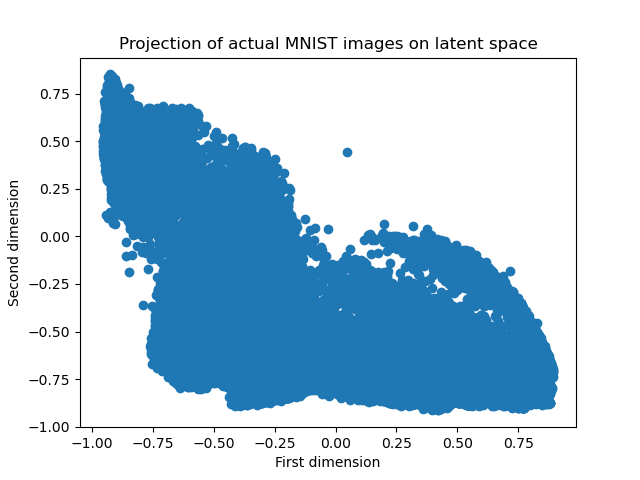 Projection of actual MNIST images on latent space
0.75
0.50
0.25
0.00
−0.25
−0.50
−0.75
−1.00
Second dimension
−1.00 −0.75 −0.50 −0.25 0.00 0.25 0.50 0.75
First dimension